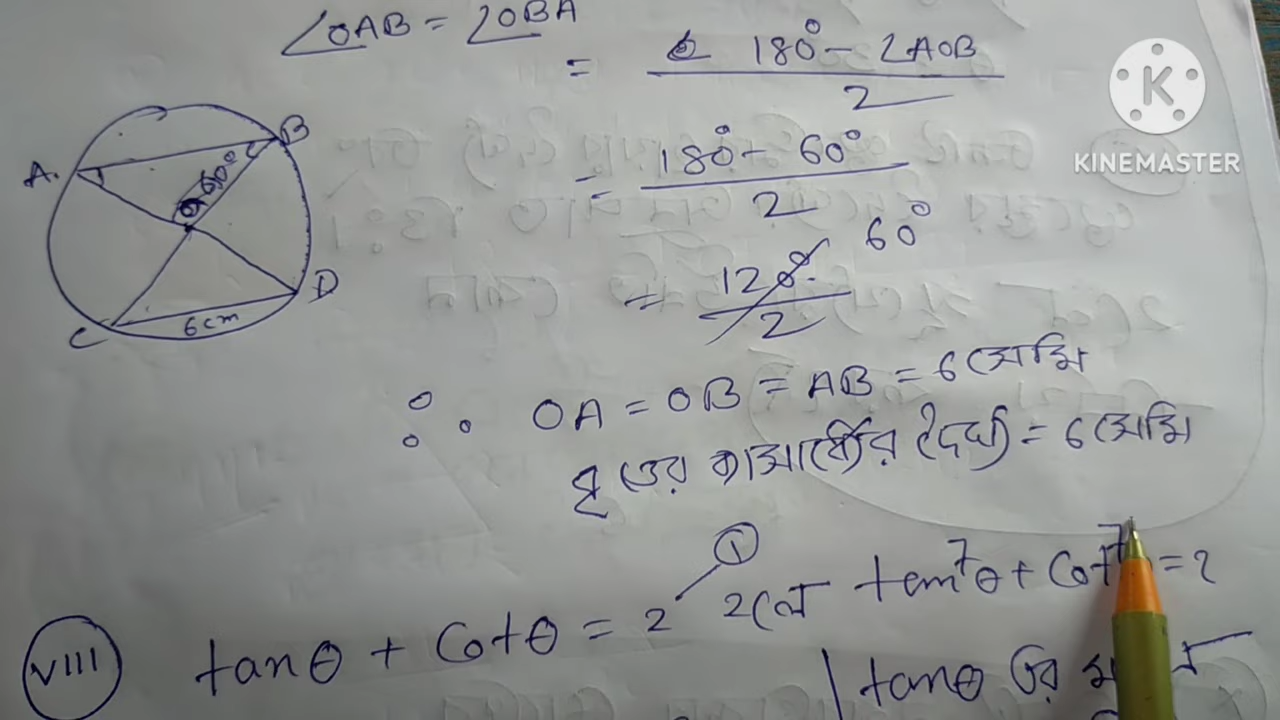 ∠OAB = ∠OBA
= 180° - ∠AOB / 2
= 180° - 60° / 2
= 120° / 2 60°
∴ OA = OB = AB = 6 সেমি
বৃত্তের ব্যাসার্ধের দৈর্ঘ্য = 6 সেমি
A
B
60°
C
D
6cm
KINEMASTER
VIII tanθ + Cotθ = 2 হলে tan⁷θ + Cot⁷ = 2
1
tanθ এর